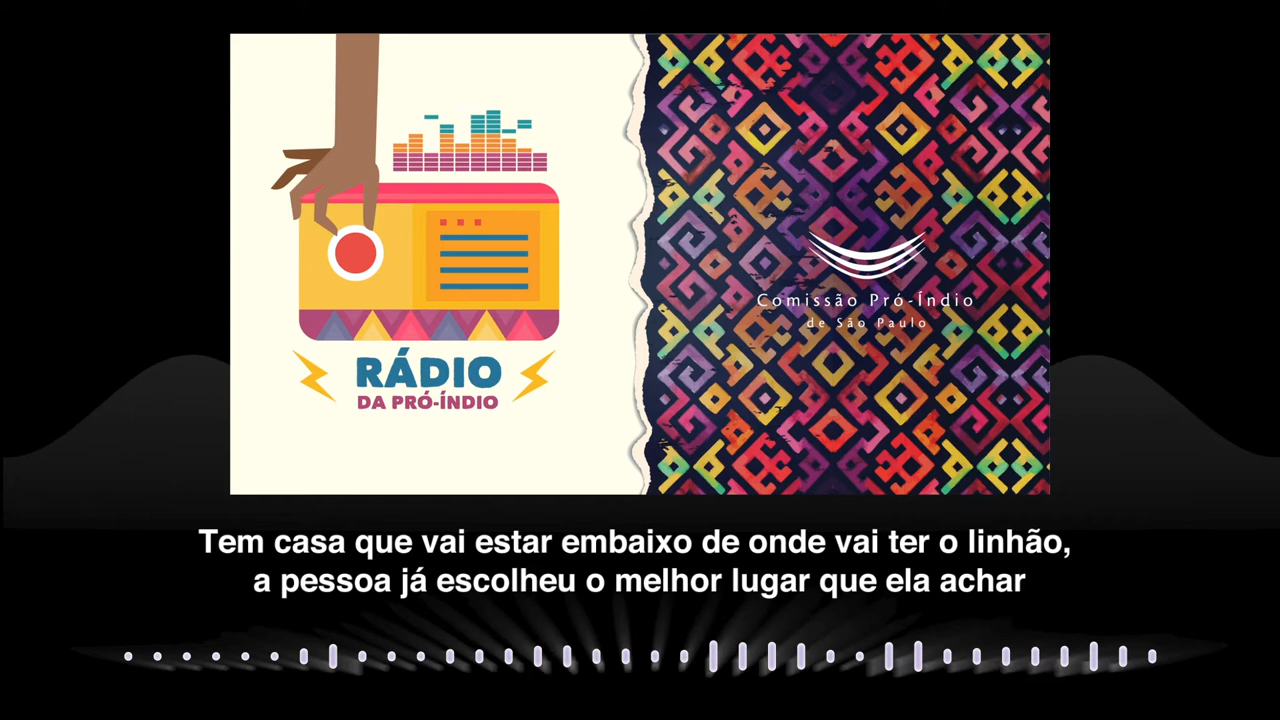 RÁDIO
DA PRÓ-ÍNDIO
Comissão Pró-Índio
de São Paulo
Tem casa que vai estar embaixo de onde vai ter o linhão,
a pessoa já escolheu o melhor lugar que ela achar